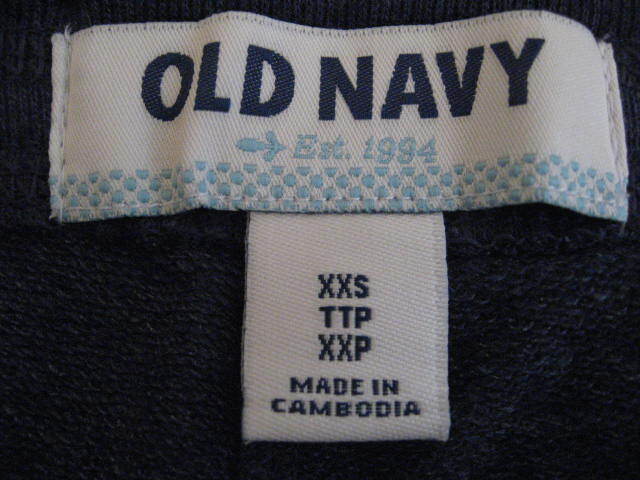 OLD NAVY
Est. 1994
XXS
TTP
XXP
MADE IN
CAMBODIA